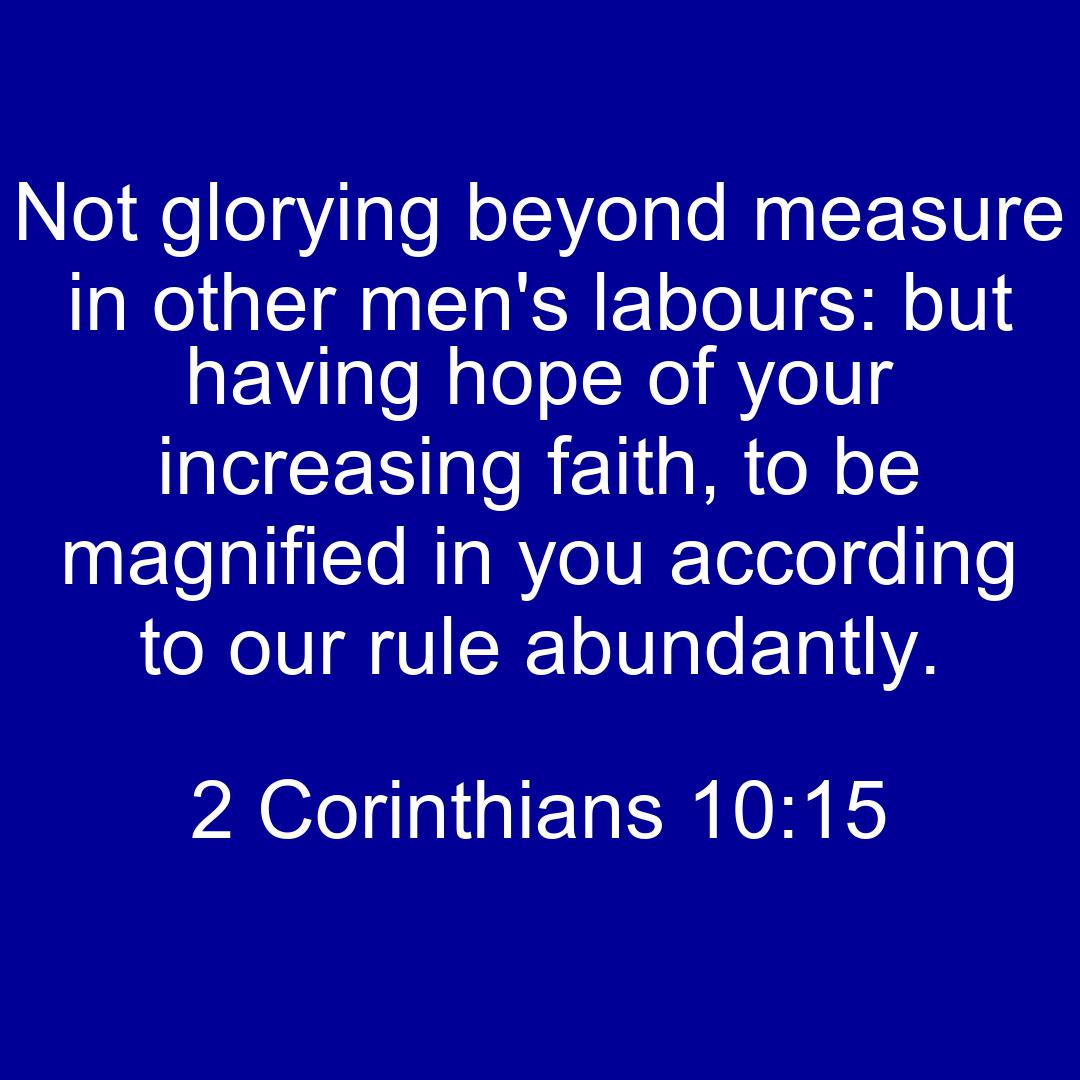 Not glorying beyond measure
in other men's labours: but
having hope of your
increasing faith, to be
magnified in you according
to our rule abundantly.
2 Corinthians 10:15